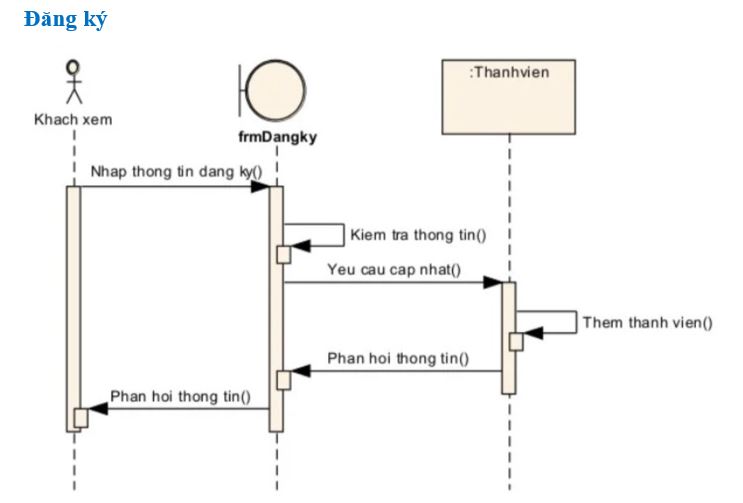 Đăng ký
:Thanhvien
Khach xem
frmDangky
Nhap thong tin dang ky()
Kiem tra thong tin()
Yeu cau cap nhat()
Them thanh vien()
Phan hoi thong tin()
Phan hoi thong tin()